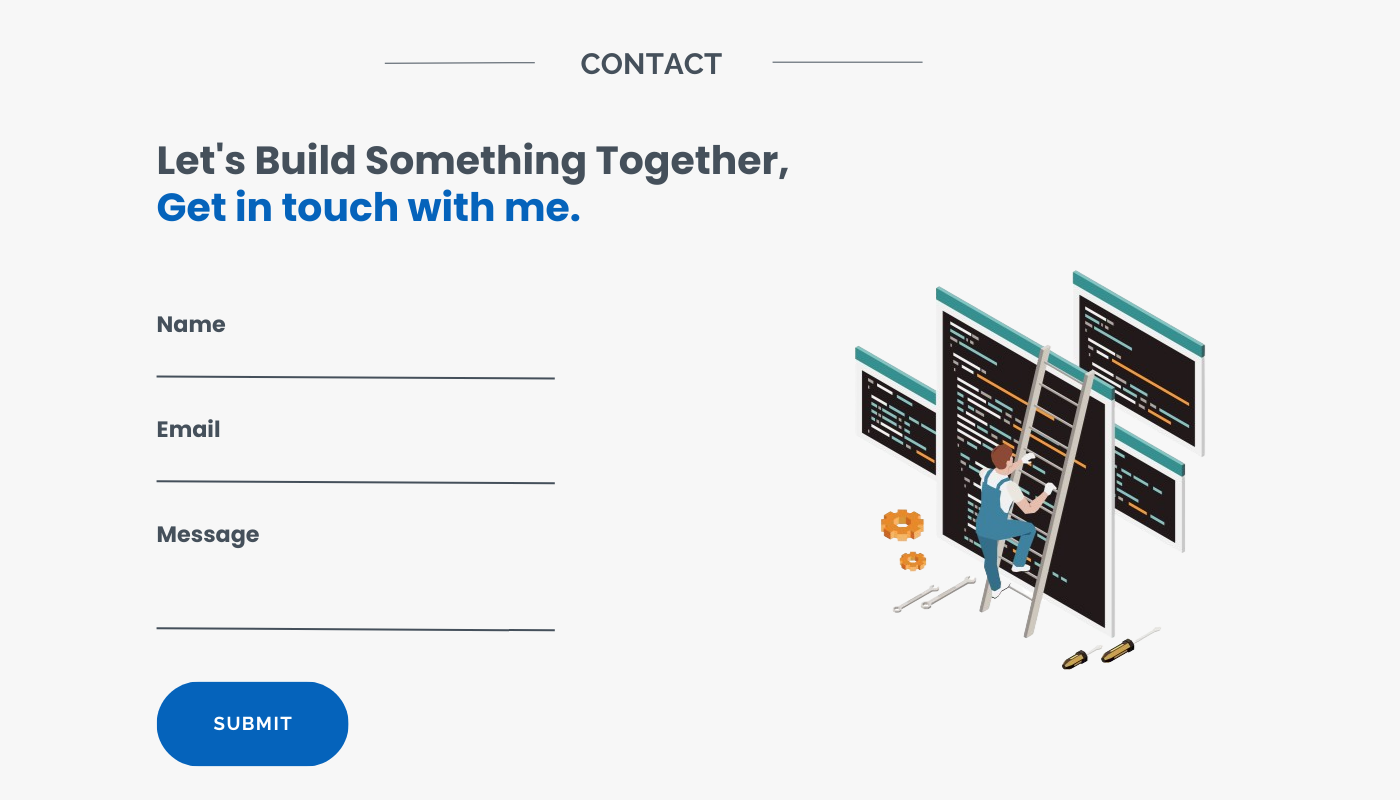 CONTACT
Let's Build Something Together,
Get in touch with me.
Name
Email
Message
SUBMIT